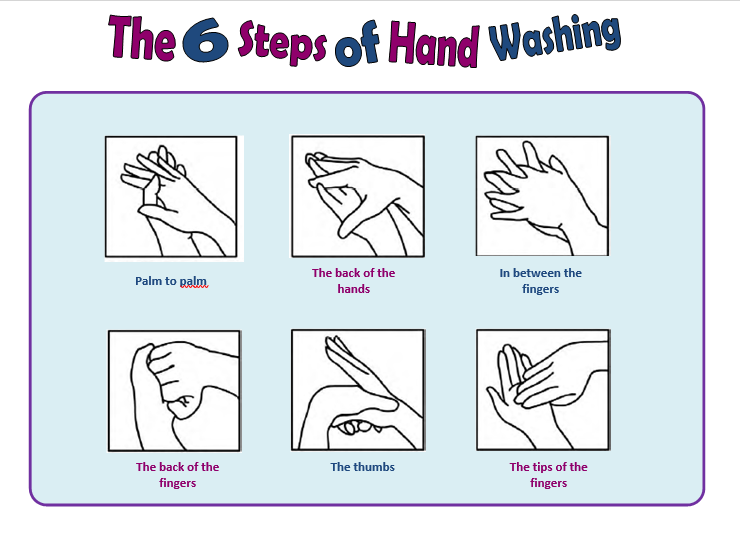 The 6 Steps of Hand Washing
Palm to palm
The back of the
hands
In between the
fingers
The back of the
fingers
The thumbs
The tips of the
fingers